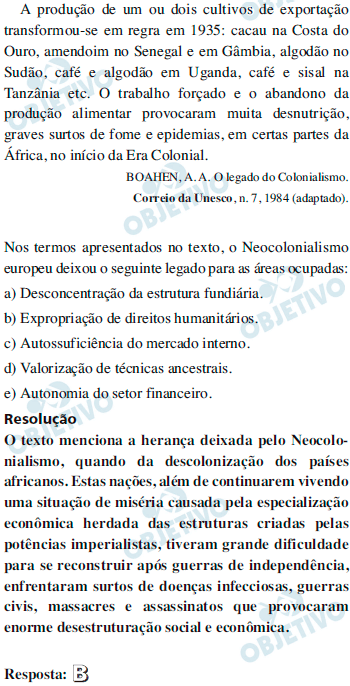 A produção de um ou dois cultivos de exportação
transformou-se em regra em 1935: cacau na Costa do
Ouro, amendoim no Senegal e em Gâmbia, algodão no
Sudão, café e algodão em Uganda, café e sisal na
Tanzânia etc. O trabalho forçado e o abandono da
produção alimentar provocaram muita desnutrição,
graves surtos de fome e epidemias, em certas partes da
África, no início da Era Colonial.
BOAHEN, A. A. O legado do Colonialismo.
Correio da Unesco, n. 7, 1984 (adaptado).
Nos termos apresentados no texto, o Neocolonialismo
europeu deixou o seguinte legado para as áreas ocupadas:
a) Desconcentração da estrutura fundiária.
b) Expropriação de direitos humanitários.
c) Autossuficiência do mercado interno.
d) Valorização de técnicas ancestrais.
e) Autonomia do setor financeiro.
Resolução
O texto menciona a herança deixada pelo Neocolo-
nialismo, quando da descolonização dos países
africanos. Estas nações, além de continuarem vivendo
uma situação de miséria causada pela especialização
econômica herdada das estruturas criadas pelas
potências imperialistas, tiveram grande dificuldade
para se reconstruir após guerras de independência,
enfrentaram surtos de doenças infecciosas, guerras
civis, massacres e assassinatos que provocaram
enorme desestruturação social e econômica.
Resposta: B
OBJETIVO
OBJETIVO
OBJETIVO
OBJETIVO
OBJETIVO
OBJETIVO
OBJETIVO